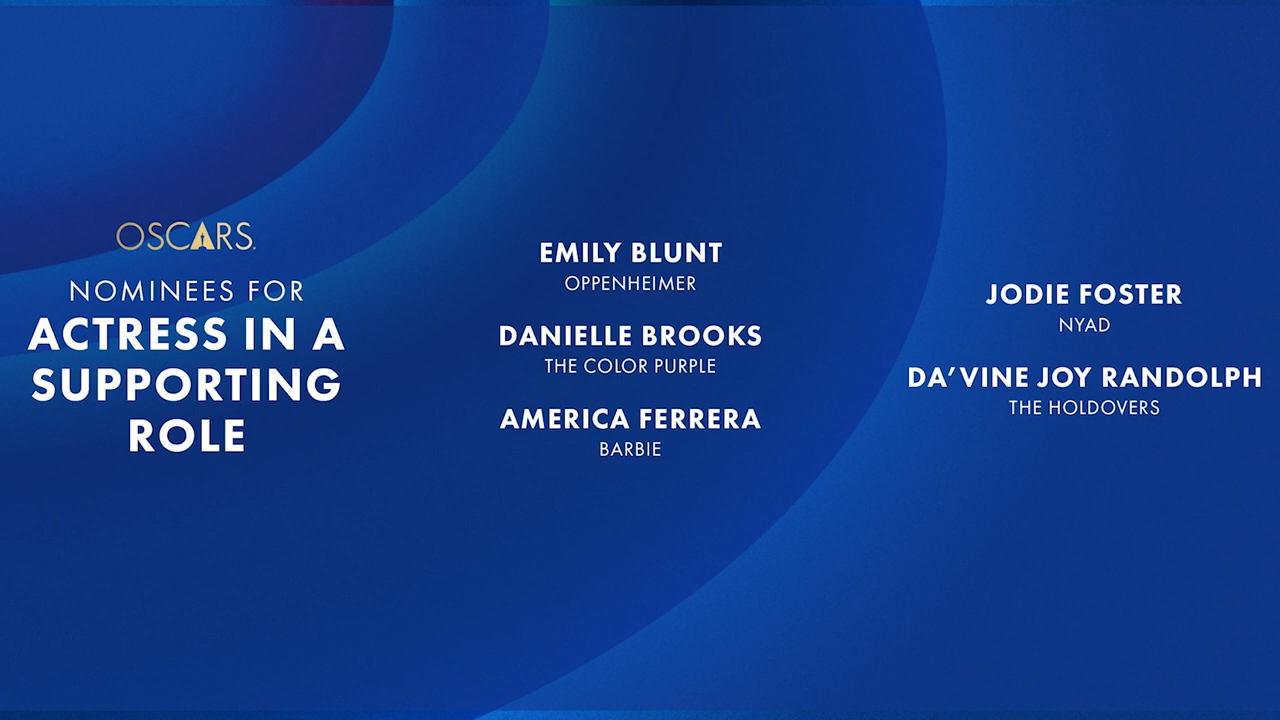 OSCARS.
NOMINEES FOR
ACTRESS IN A
SUPPORTING
ROLE
EMILY BLUNT
OPPENHEIMER
DANIELLE BROOKS
THE COLOR PURPLE
AMERICA FERRERA
BARBIE
JODIE FOSTER
NYAD
DA’VINE JOY RANDOLPH
THE HOLDOVERS